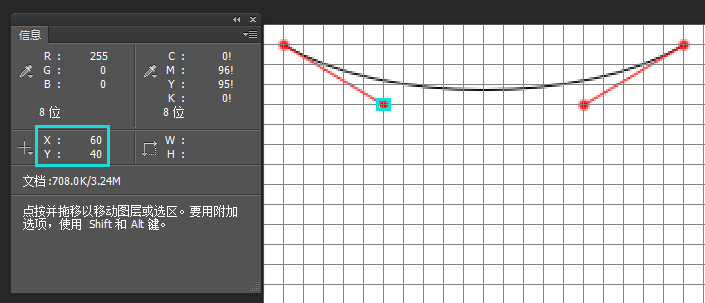 信息
R : 255 C : 0!
G : 0 M : 96!
B : 0 Y : 95!
K : 0!
8 位 8 位
X : 60 W :
Y : 40 H :
文档 :708.0K/3.24M
点按并拖移以移动图层或选区。要用附加
选项，使用 Shift 和 Alt 键。